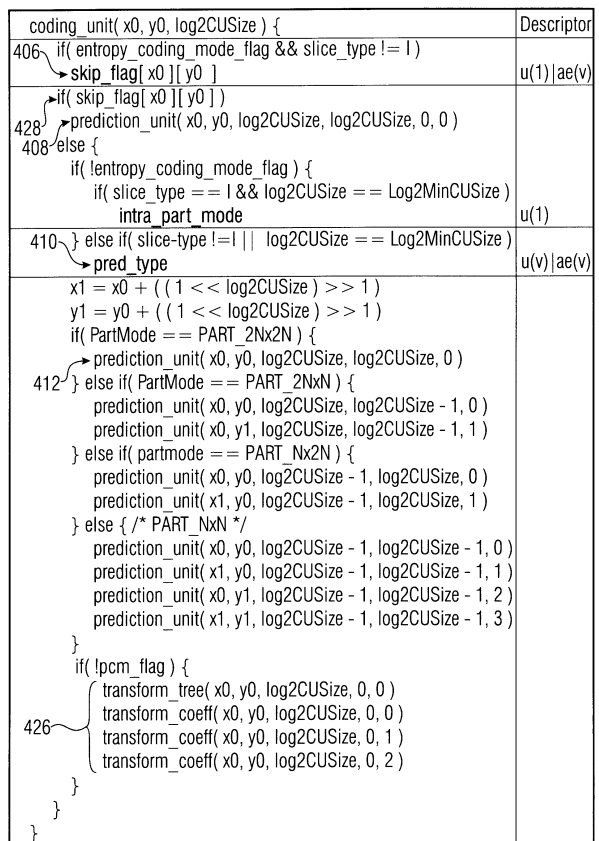 coding_unit( x0, y0, log2CUSize ) { Descriptor
406 if( entropy_coding_mode_flag && slice_type != I )
skip_flag[ x0 ][ y0 ] u(1)|ae(v)
if( skip_flag[ x0 ][ y0 ] )
428 prediction_unit( x0, y0, log2CUSize, log2CUSize, 0, 0 )
408 else {
if( !entropy_coding_mode_flag ) {
if( slice_type == I && log2CUSize == Log2MinCUSize )
intra_part_mode u(1)
410 } else if( slice-type !=I || log2CUSize == Log2MinCUSize )
pred_type u(v)|ae(v)
x1 = x0 + ( ( 1 << log2CUSize ) >> 1 )
y1 = y0 + ( ( 1 << log2CUSize ) >> 1 )
if( PartMode == PART_2Nx2N ) {
prediction_unit( x0, y0, log2CUSize, log2CUSize, 0 )
412 } else if( PartMode == PART_2NxN ) {
prediction_unit( x0, y0, log2CUSize, log2CUSize - 1, 0 )
prediction_unit( x0, y1, log2CUSize, log2CUSize - 1, 1 )
} else if( partmode == PART_Nx2N ) {
prediction_unit( x0, y0, log2CUSize - 1, log2CUSize, 0 )
prediction_unit( x1, y0, log2CUSize - 1, log2CUSize, 1 )
} else { /* PART_NxN */
prediction_unit( x0, y0, log2CUSize - 1, log2CUSize - 1, 0 )
prediction_unit( x1, y0, log2CUSize - 1, log2CUSize - 1, 1 )
prediction_unit( x0, y1, log2CUSize - 1, log2CUSize - 1, 2 )
prediction_unit( x1, y1, log2CUSize - 1, log2CUSize - 1, 3 )
}
if( !pcm_flag ) {
transform_tree( x0, y0, log2CUSize, 0, 0 )
transform_coeff( x0, y0, log2CUSize, 0, 0 )
426 transform_coeff( x0, y0, log2CUSize, 0, 1 )
transform_coeff( x0, y0, log2CUSize, 0, 2 )
}
}
}